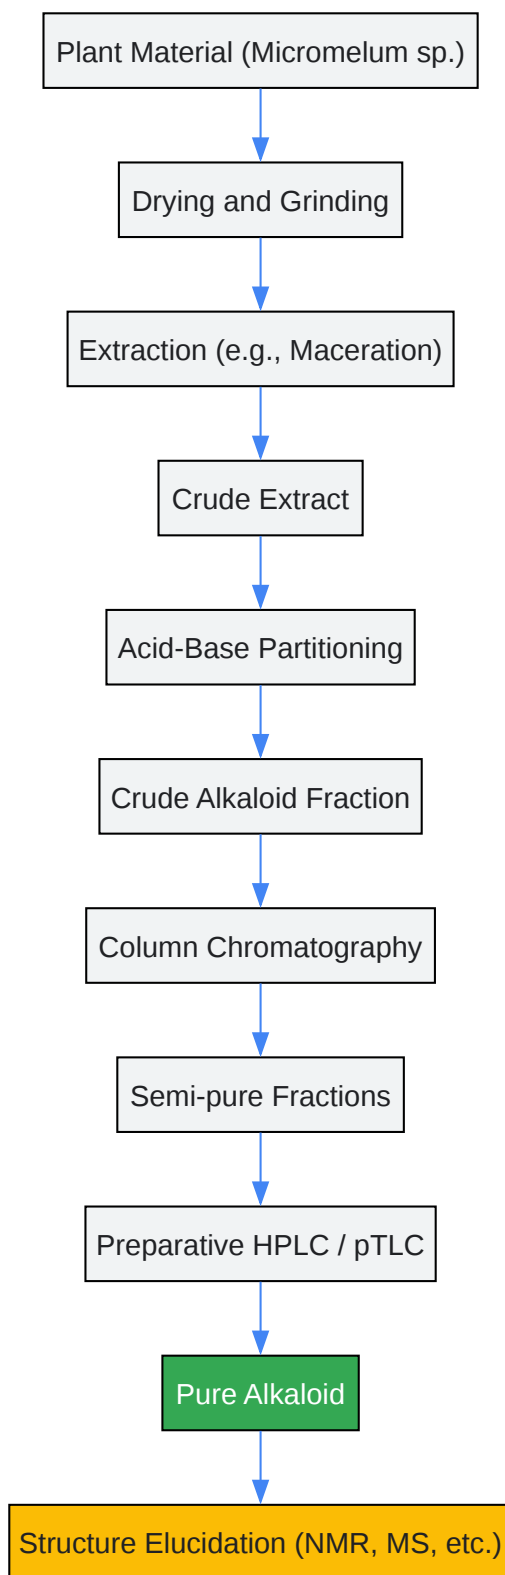 Plant Material (Micromelum sp.)
Drying and Grinding
Extraction (e.g., Maceration)
Crude Extract
Acid-Base Partitioning
Crude Alkaloid Fraction
Column Chromatography
Semi-pure Fractions
Preparative HPLC / pTLC
Pure Alkaloid
Structure Elucidation (NMR, MS, etc.)